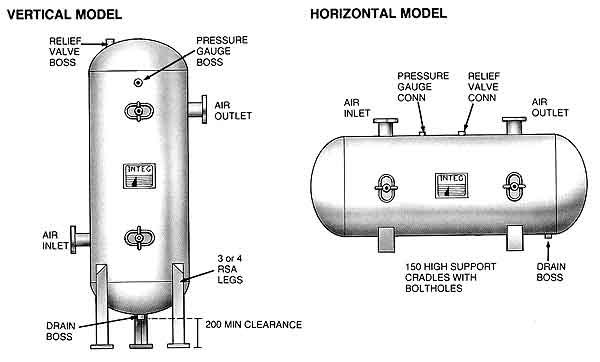 VERTICAL MODEL
RELIEF
VALVE
BOSS
PRESSURE
GAUGE
BOSS
AIR
OUTLET
INTEG
AIR
INLET
3 or 4
RSA
LEGS
DRAIN
BOSS
200 MIN CLEARANCE
HORIZONTAL MODEL
PRESSURE
GAUGE
CONN
RELIEF
VALVE
CONN
AIR
INLET
AIR
OUTLET
INTEG
150 HIGH SUPPORT
CRADLES WITH
BOLTHOLES
DRAIN
BOSS